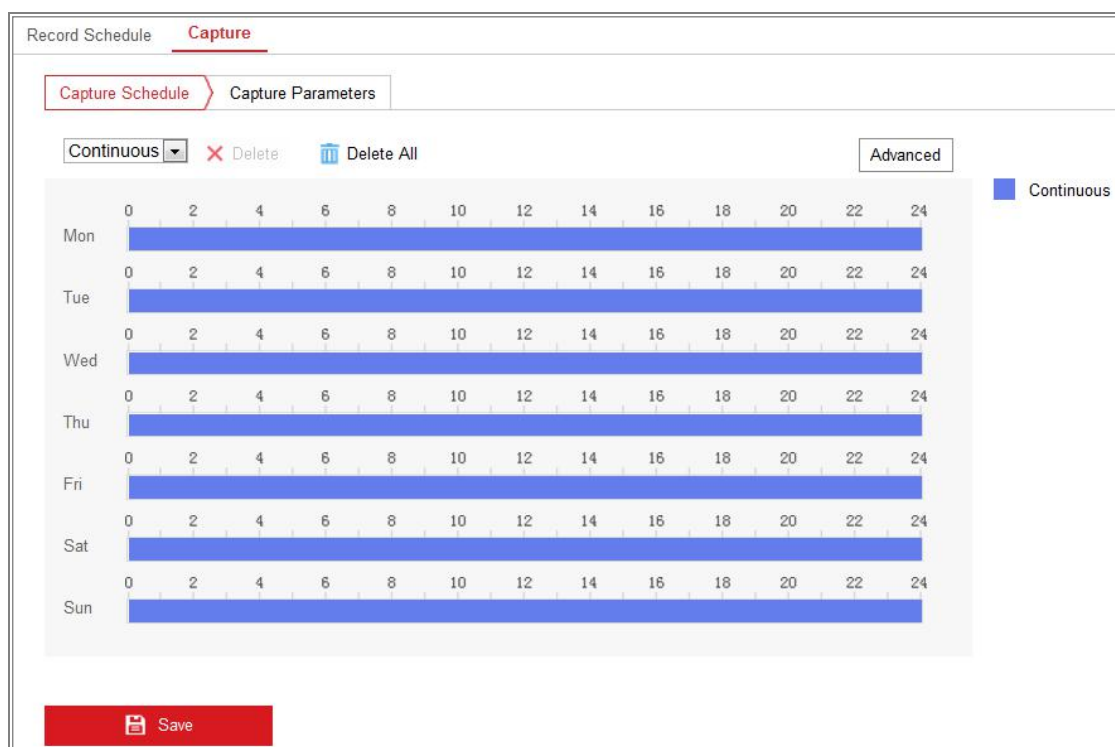 Record Schedule Capture
Capture Schedule Capture Parameters
Continuous Delete Delete All Advanced
Continuous
0 2 4 6 8 10 12 14 16 18 20 22 24
Mon
0 2 4 6 8 10 12 14 16 18 20 22 24
Tue
0 2 4 6 8 10 12 14 16 18 20 22 24
Wed
0 2 4 6 8 10 12 14 16 18 20 22 24
Thu
0 2 4 6 8 10 12 14 16 18 20 22 24
Fri
0 2 4 6 8 10 12 14 16 18 20 22 24
Sat
0 2 4 6 8 10 12 14 16 18 20 22 24
Sun
Save